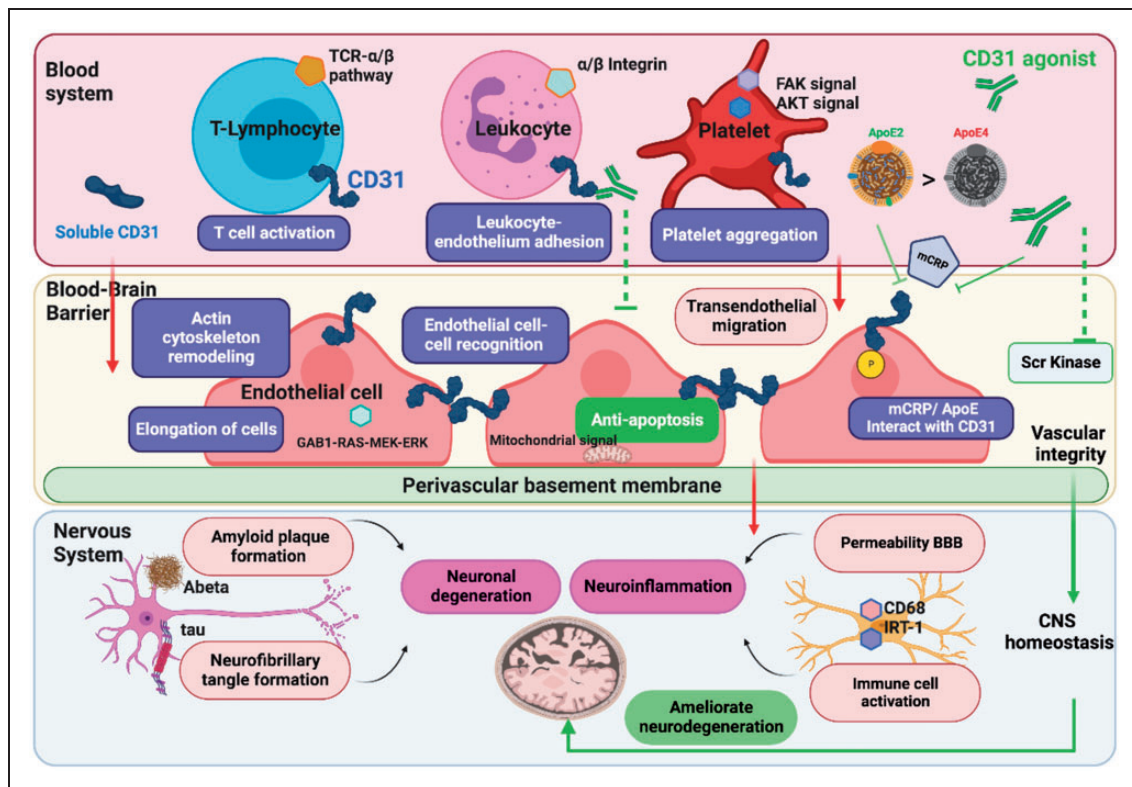 Blood
system
TCR-α/β
pathway
T-Lymphocyte
CD31
Soluble CD31
T cell activation
α/β Integrin
Leukocyte
Leukocyte-
endothelium adhesion
FAK signal
AKT signal
Platelet
Platelet aggregation
CD31 agonist
ApoE2
ApoE4
>
mCRP
Blood-Brain
Barrier
Actin
cytoskeleton
remodeling
Endothelial cell-
cell recognition
Transendothelial
migration
Scr Kinase
Endothelial cell
Elongation of cells
GAB1-RAS-MEK-ERK
Anti-apoptosis
Mitochondrial signal
P
mCRP/ ApoE
Interact with CD31
Vascular
integrity
Perivascular basement membrane
Nervous
System
Amyloid plaque
formation
Abeta
tau
Neurofibrillary
tangle formation
Neuronal
degeneration
Neuroinflammation
Permeability BBB
CD68
IRT-1
Immune cell
activation
CNS
homeostasis
Ameliorate
neurodegeneration